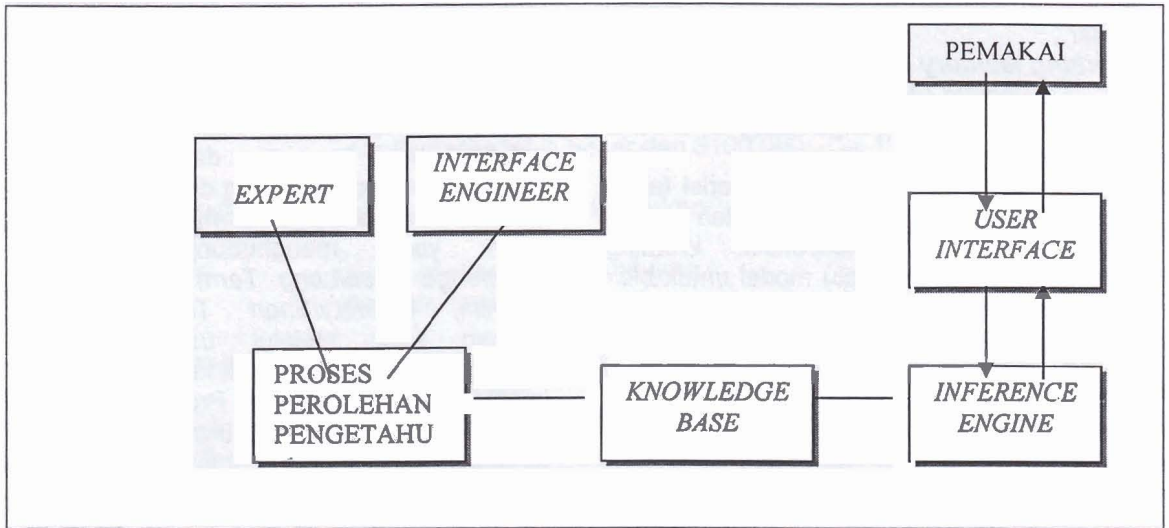 PEMAKAI
EXPERT
INTERFACE
ENGINEER
USER
INTERFACE
PROSES
PEROLEHAN
PENGETAHU
KNOWLEDGE
BASE
INFERENCE
ENGINE